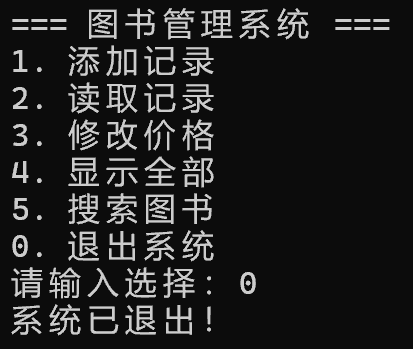 === 图书管理系统 ===
1. 添加记录
2. 读取记录
3. 修改价格
4. 显示全部
5. 搜索图书
0. 退出系统
请输入选择: 0
系统已退出!